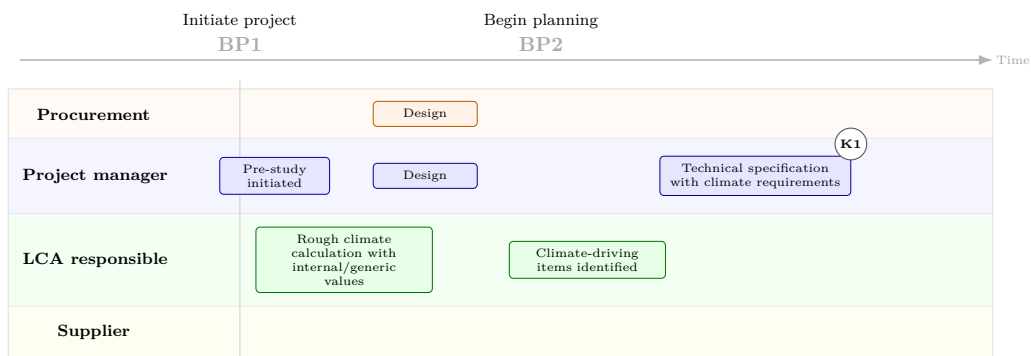 Initiate project
Begin planning
BP1
BP2
Time
Procurement
Design
K1
Project manager
Pre-study
initiated
Design
Technical specification
with climate requirements
LCA responsible
Rough climate
calculation with
internal/generic
values
Climate-driving
items identified
Supplier